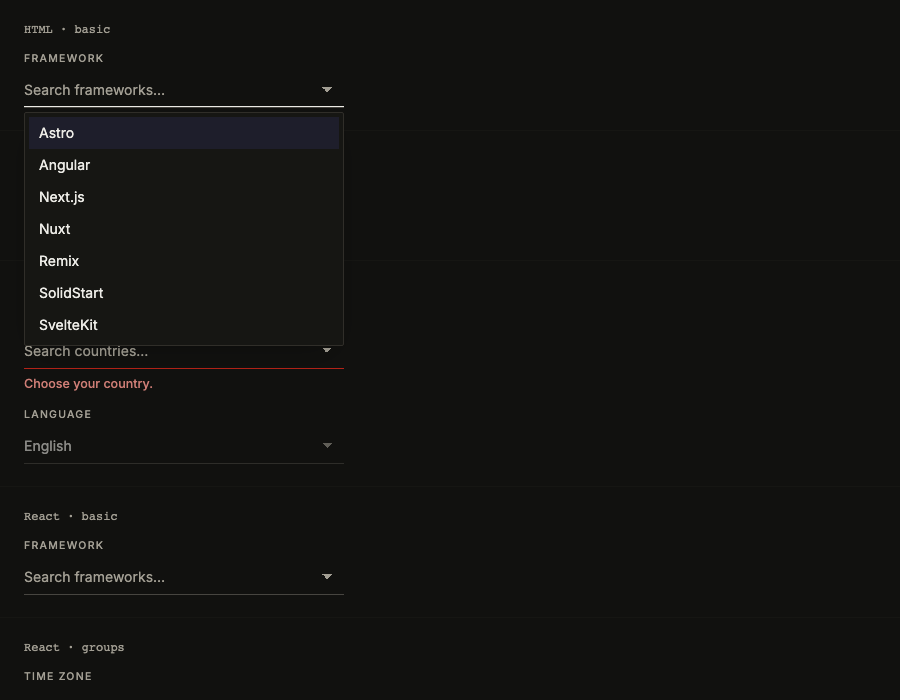 HTML · basic
FRAMEWORK
Search frameworks...
Astro
Angular
Next.js
Nuxt
Remix
SolidStart
SvelteKit
Search countries...
Choose your country.
LANGUAGE
English
React · basic
FRAMEWORK
Search frameworks...
React · groups
TIME ZONE